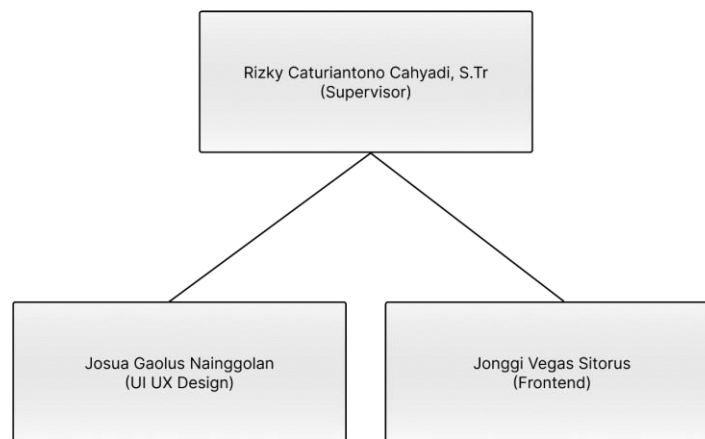 Rizky Caturiantono Cahyadi, S.Tr
(Supervisor)
Josua Gaolus Nainggolan
(UI UX Design)
Jonggi Vegas Sitorus
(Frontend)